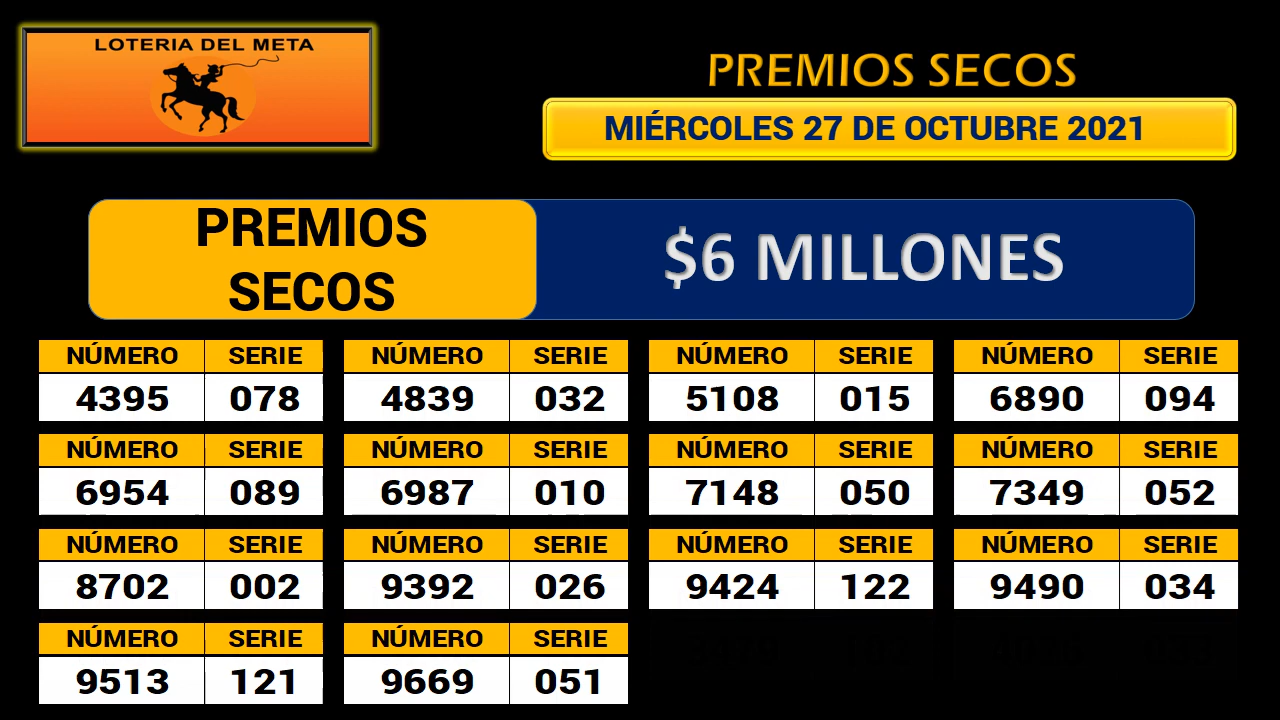 LOTERIA DEL META
PREMIOS SECOS
MIÉRCOLES 27 DE OCTUBRE 2021
PREMIOS
SECOS
$6 MILLONES
NÚMERO SERIE NÚMERO SERIE NÚMERO SERIE NÚMERO SERIE
4395 078 4839 032 5108 015 6890 094
NÚMERO SERIE NÚMERO SERIE NÚMERO SERIE NÚMERO SERIE
6954 089 6987 010 7148 050 7349 052
NÚMERO SERIE NÚMERO SERIE NÚMERO SERIE NÚMERO SERIE
8702 002 9392 026 9424 122 9490 034
NÚMERO SERIE NÚMERO SERIE
9513 121 9669 051